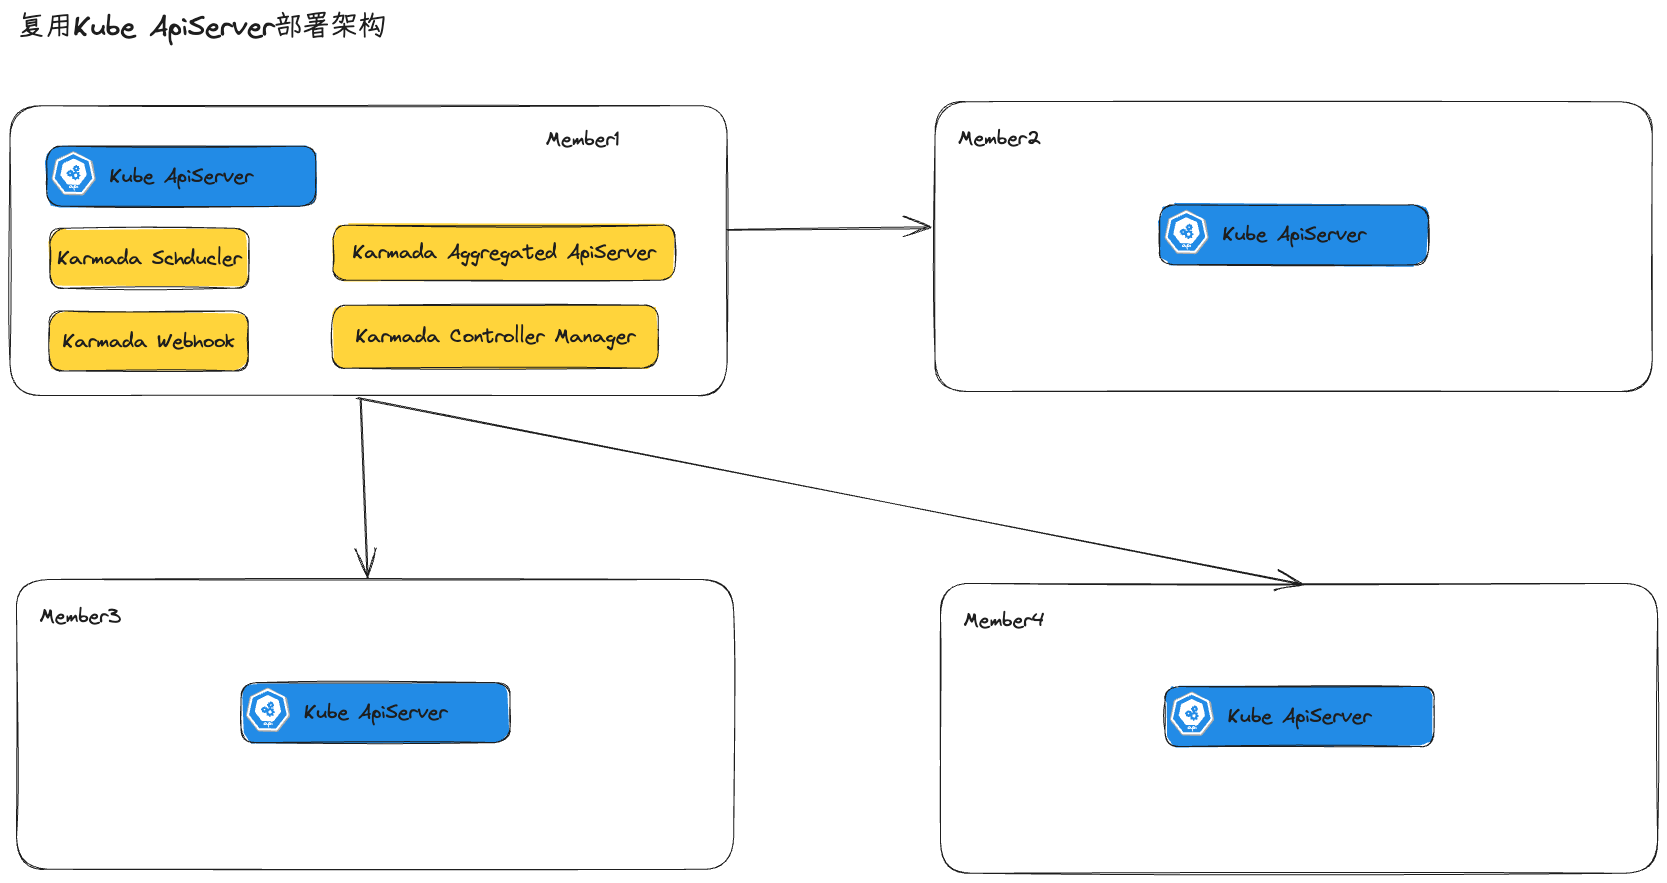 复用Kube ApiServer部署架构
Member1
Kube ApiServer
Karmada Schducler
Karmada Aggregated ApiServer
Karmada Webhook
Karmada Controller Manager
Member2
Kube ApiServer
Member3
Kube ApiServer
Member4
Kube ApiServer